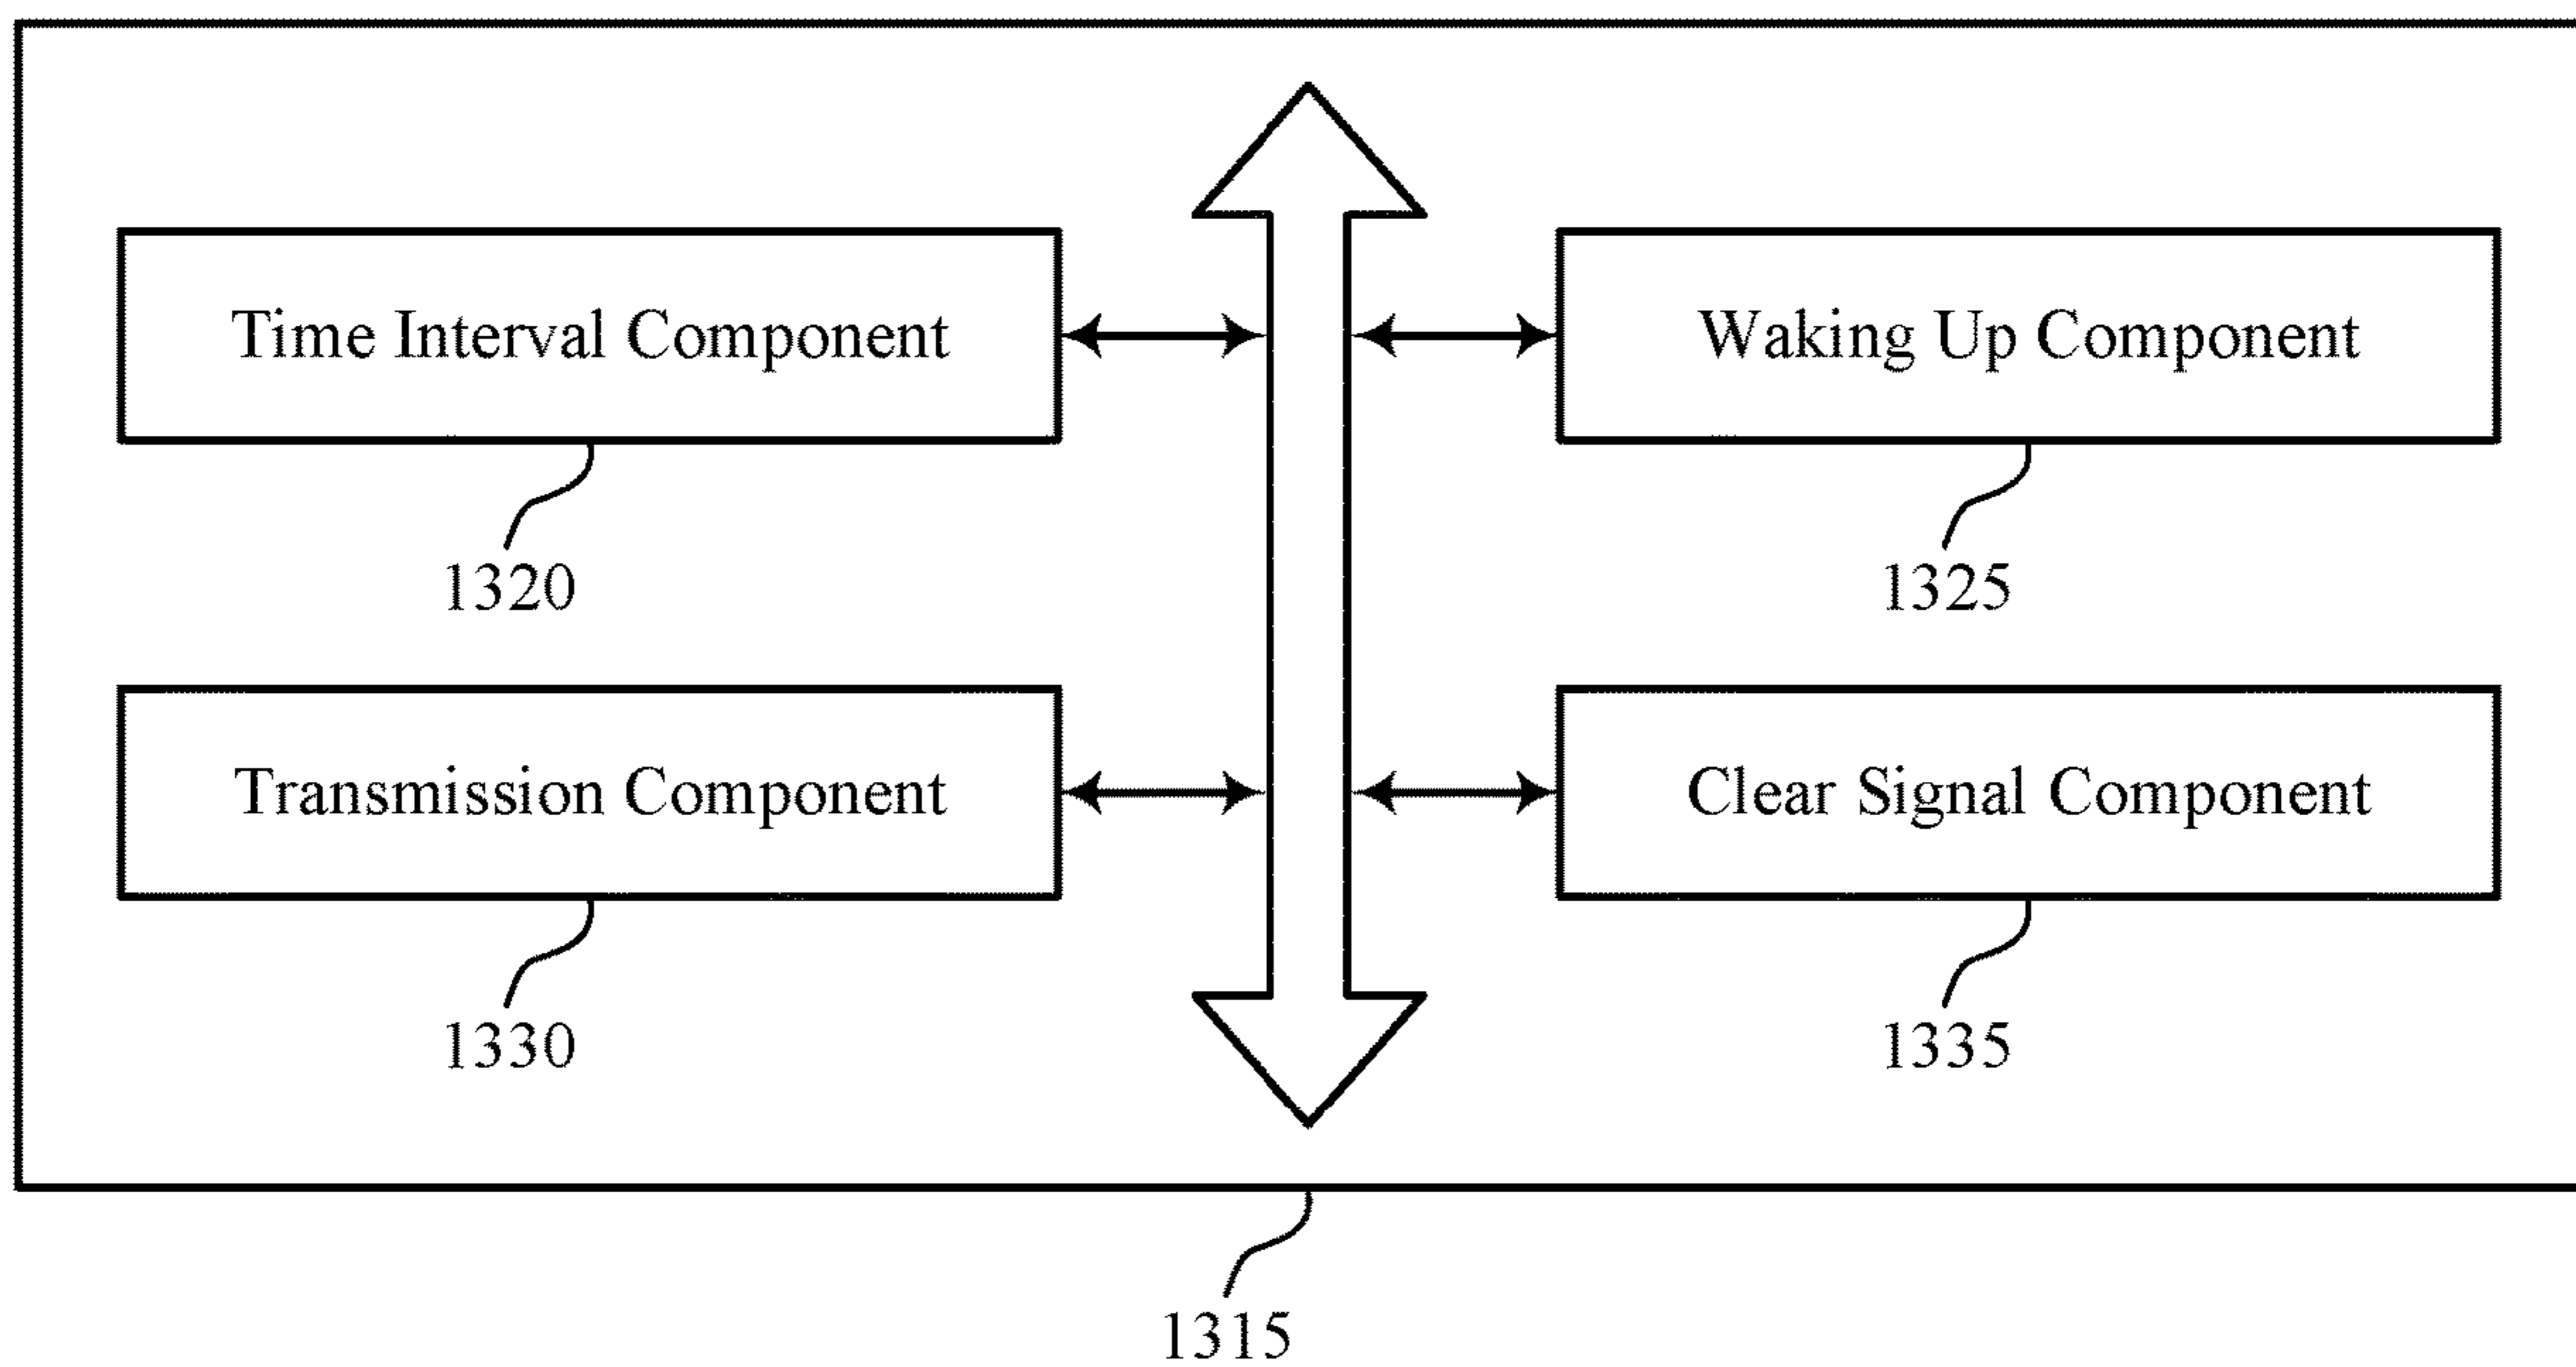 Time Interval Component
Waking Up Component
1320
1325
Transmission Component
Clear Signal Component
1330
1335
1315